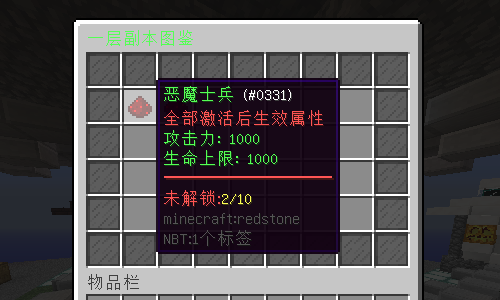 一层副本图鉴
恶魔士兵 (#0331)
全部激活后生效属性
攻击力: 1000
生命上限: 1000
未解锁:2/10
minecraft:redstone
NBT:1个标签
物品栏